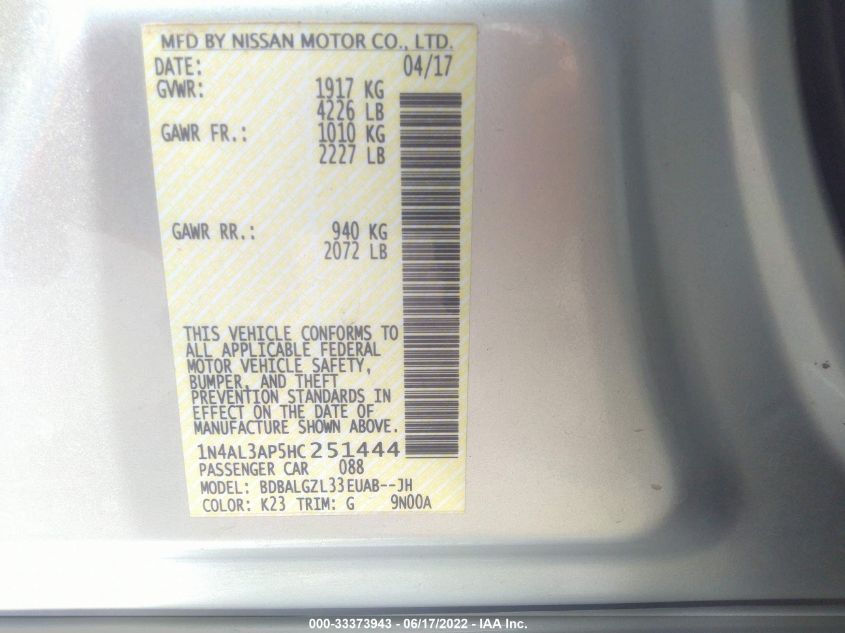 MFD BY NISSAN MOTOR CO., LTD.
DATE: 04/17
GVWR: 1917 KG
4226 LB
GAWR FR.: 1010 KG
2227 LB
GAWR RR.: 940 KG
2072 LB
THIS VEHICLE CONFORMS TO
ALL APPLICABLE FEDERAL
MOTOR VEHICLE SAFETY,
BUMPER, AND THEFT
PREVENTION STANDARDS IN
EFFECT ON THE DATE OF
MANUFACTURE SHOWN ABOVE.
1N4AL3AP5HC251444
PASSENGER CAR 088
MODEL: BDBALGZL33EUAB--JH
COLOR: K23 TRIM: G 9N00A
000-33373943 - 06/17/2022 - IAA Inc.